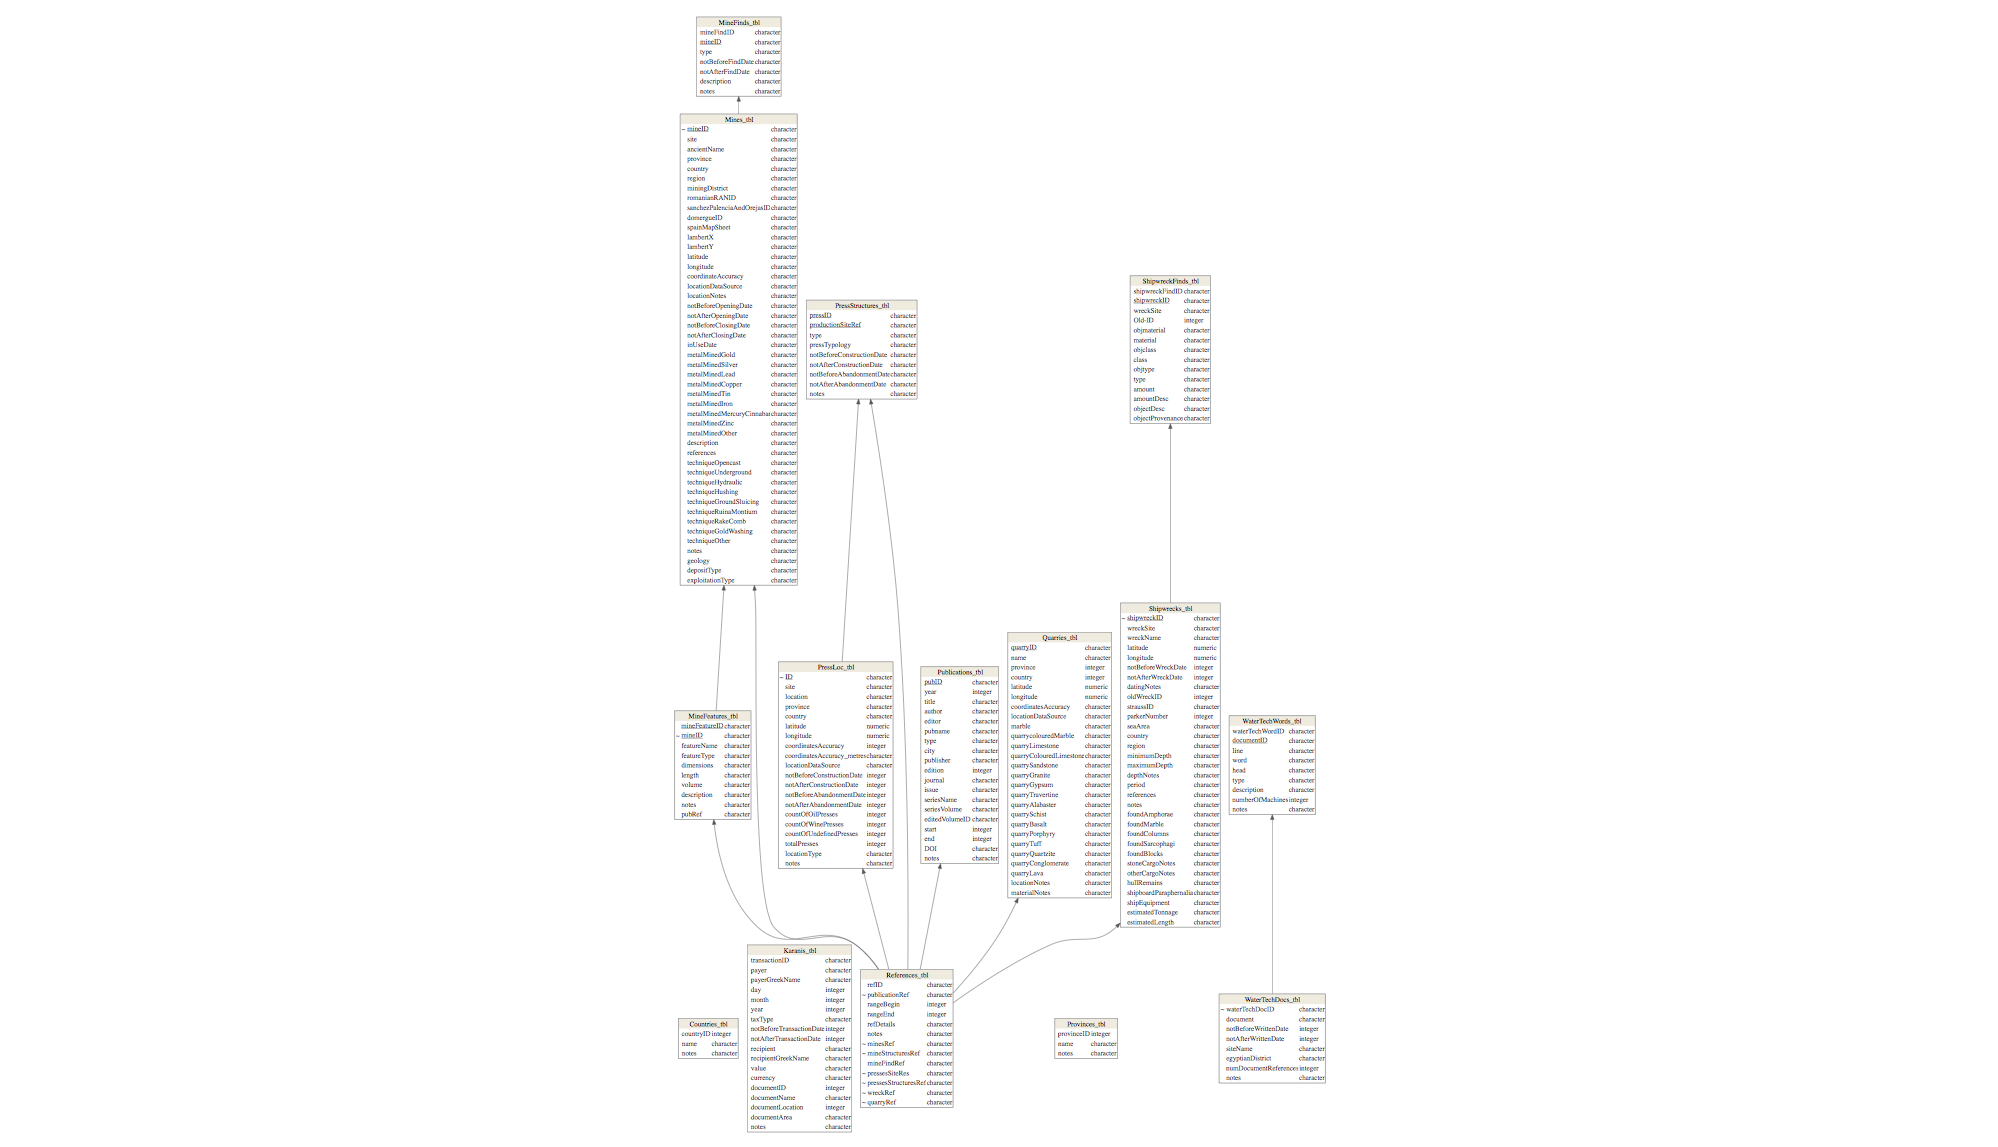 MineFinds_tbl
mineFindID character
mineID character
type character
notBeforeFindDate character
notAfterFindDate character
description character
notes character
Mines_tbl
~ mineID character
site character
ancientName character
province character
country character
region character
miningDistrict character
romanianRANID character
sanchezPalenciaAndOrejasID character
domergueID character
spainMapSheet character
lambertX character
lambertY character
latitude character
longitude character
coordinateAccuracy character
locationDataSource character
locationNotes character
notBeforeOpeningDate character
notAfterOpeningDate character
notBeforeClosingDate character
notAfterClosingDate character
inUseDate character
metalMinedGold character
metalMinedSilver character
metalMinedLead character
metalMinedCopper character
metalMinedTin character
metalMinedIron character
metalMinedMercuryCinnabar character
metalMinedZinc character
metalMinedOther character
description character
references character
techniqueOpencast character
techniqueUnderground character
techniqueHydraulic character
techniqueHushing character
techniqueGroundSluicing character
techniqueRuinaMontium character
techniqueRakeComb character
techniqueGoldWashing character
techniqueOther character
notes character
geology character
depositType character
exploitationType character
PressStructures_tbl
pressID character
productionSiteRef character
type character
pressTypology character
notBeforeConstructionDate character
notAfterConstructionDate character
notBeforeAbandonmentDate character
notAfterAbandonmentDate character
notes character
ShipwreckFinds_tbl
shipwreckFindID character
shipwreckID character
wreckSite character
Old-ID integer
objmaterial character
material character
objclass character
class character
objtype character
type character
amount character
amountDesc character
objectDesc character
objectProvenance character
MineFeatures_tbl
mineFeatureID character
~ mineID character
featureName character
featureType character
dimensions character
length character
volume character
description character
notes character
pubRef character
PressLoc_tbl
~ ID character
site character
location character
province character
country character
latitude numeric
longitude numeric
coordinatesAccuracy integer
coordinatesAccuracy_metres character
locationDataSource character
notBeforeConstructionDate integer
notAfterConstructionDate integer
notBeforeAbandonmentDate integer
notAfterAbandonmentDate integer
countOfOilPresses integer
countOfWinePresses integer
countOfUndefinedPresses integer
totalPresses integer
locationType character
notes character
Publications_tbl
pubID character
year integer
title character
author character
editor character
pubname character
type character
city character
publisher character
edition integer
journal character
issue character
seriesName character
seriesVolume character
editedVolumeID character
start integer
end integer
DOI character
notes character
Quarries_tbl
quarryID character
name character
province integer
country integer
latitude numeric
longitude numeric
coordinatesAccuracy character
locationDataSource character
marble character
quarrycolouredMarble character
quarryLimestone character
quarryColouredLimestone character
quarrySandstone character
quarryGranite character
quarryGypsum character
quarryTravertine character
quarryAlabaster character
quarrySchist character
quarryBasalt character
quarryPorphyry character
quarryTuff character
quarryQuartzite character
quarryConglomerate character
quarryLava character
locationNotes character
materialNotes character
Shipwrecks_tbl
~ shipwreckID character
wreckSite character
wreckName character
latitude numeric
longitude numeric
notBeforeWreckDate integer
notAfterWreckDate integer
datingNotes character
oldWreckID integer
straussID character
parkerNumber integer
seaArea character
country character
region character
minimumDepth character
maximumDepth character
depthNotes character
period character
references character
notes character
foundAmphorae character
foundMarble character
foundColumns character
foundSarcophagi character
foundBlocks character
stoneCargoNotes character
otherCargoNotes character
hullRemains character
shipboardParaphernalia character
shipEquipment character
estimatedTonnage character
estimatedLength character
WaterTechWords_tbl
waterTechWordID character
documentID character
line character
word character
head character
type character
description character
numberOfMachines integer
notes character
Countries_tbl
countryID integer
name character
notes character
Karanis_tbl
transactionID character
payer character
payerGreekName character
day integer
month integer
year integer
taxType character
notBeforeTransactionDate integer
notAfterTransactionDate integer
recipient character
recipientGreekName character
value character
currency character
documentID integer
documentName character
documentLocation integer
documentArea character
notes character
References_tbl
refID character
~ publicationRef character
rangeBegin integer
rangeEnd integer
refDetails character
notes character
~ minesRef character
~ mineStructuresRef character
mineFindRef character
~ pressesSiteRes character
~ pressesStructuresRef character
~ wreckRef character
~ quarryRef character
Provinces_tbl
provinceID integer
name character
notes character
WaterTechDocs_tbl
~ waterTechDocID character
document character
notBeforeWrittenDate integer
notAfterWrittenDate integer
siteName character
egyptianDistrict character
numDocumentReferences integer
notes character